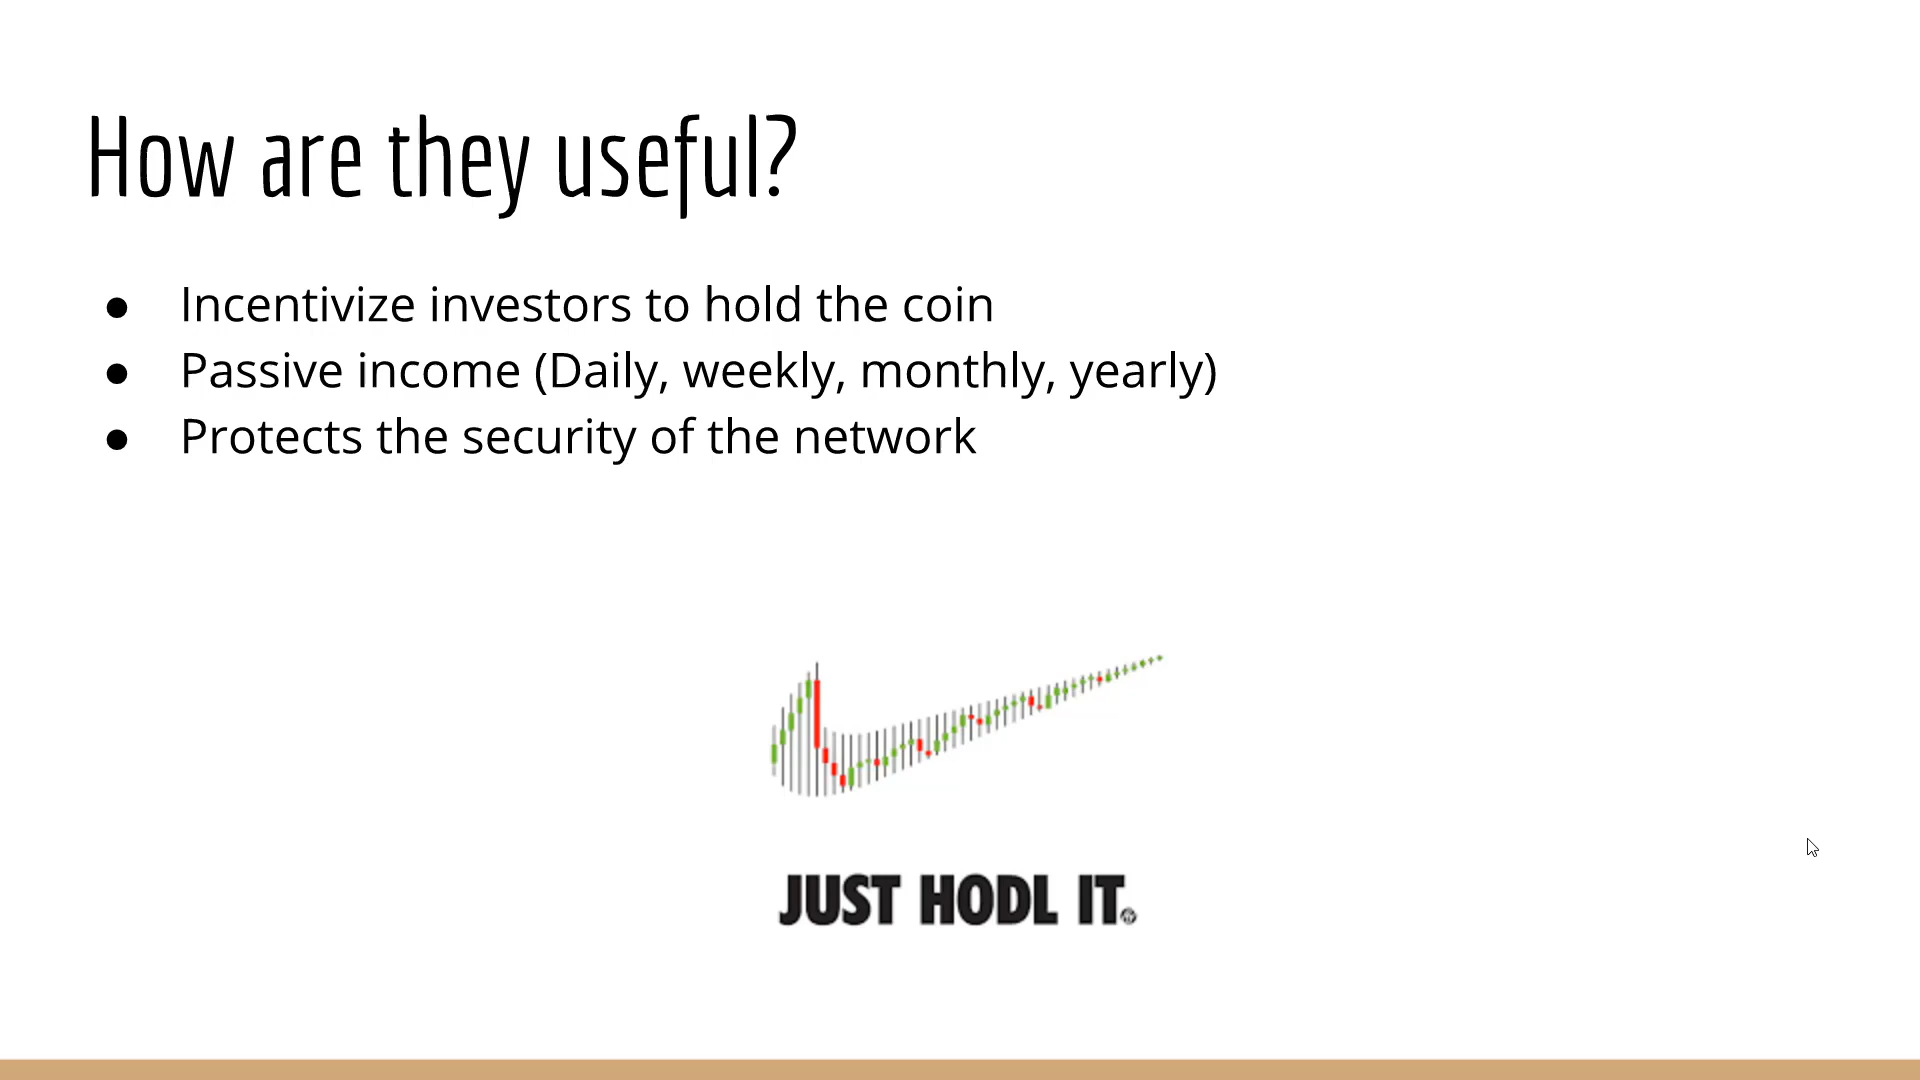 How are they useful?
● Incentivize investors to hold the coin
● Passive income (Daily, weekly, monthly, yearly)
● Protects the security of the network
JUST HODL IT.